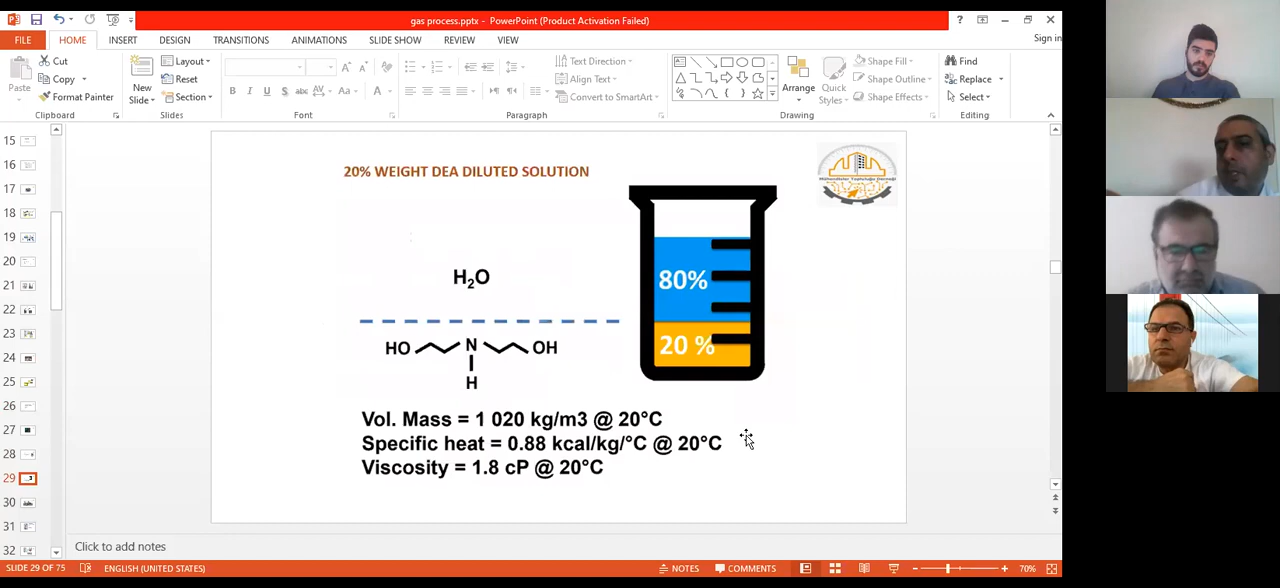 gas process.pptx - PowerPoint (Product Activation Failed)
FILE HOME INSERT DESIGN TRANSITIONS ANIMATIONS SLIDE SHOW REVIEW VIEW Sign in
Paste
Cut
Copy
Format Painter
Clipboard
New Slide
Layout
Reset
Section
Slides
B I U S abc AV Aa A
Font
Text Direction
Align Text
Convert to SmartArt
Paragraph
Arrange
Quick Styles
Shape Fill
Shape Outline
Shape Effects
Drawing
Find
Replace
Select
Editing
15
16
17
18
19
20
21
22
23
24
25
26
27
28
29
30
31
32
20% WEIGHT DEA DILUTED SOLUTION
H₂O
80%
HO N OH
H
20 %
Vol. Mass = 1 020 kg/m3 @ 20°C
Specific heat = 0.88 kcal/kg/°C @ 20°C
Viscosity = 1.8 cP @ 20°C
Click to add notes
SLIDE 29 OF 75 ENGLISH (UNITED STATES) NOTES COMMENTS 70%